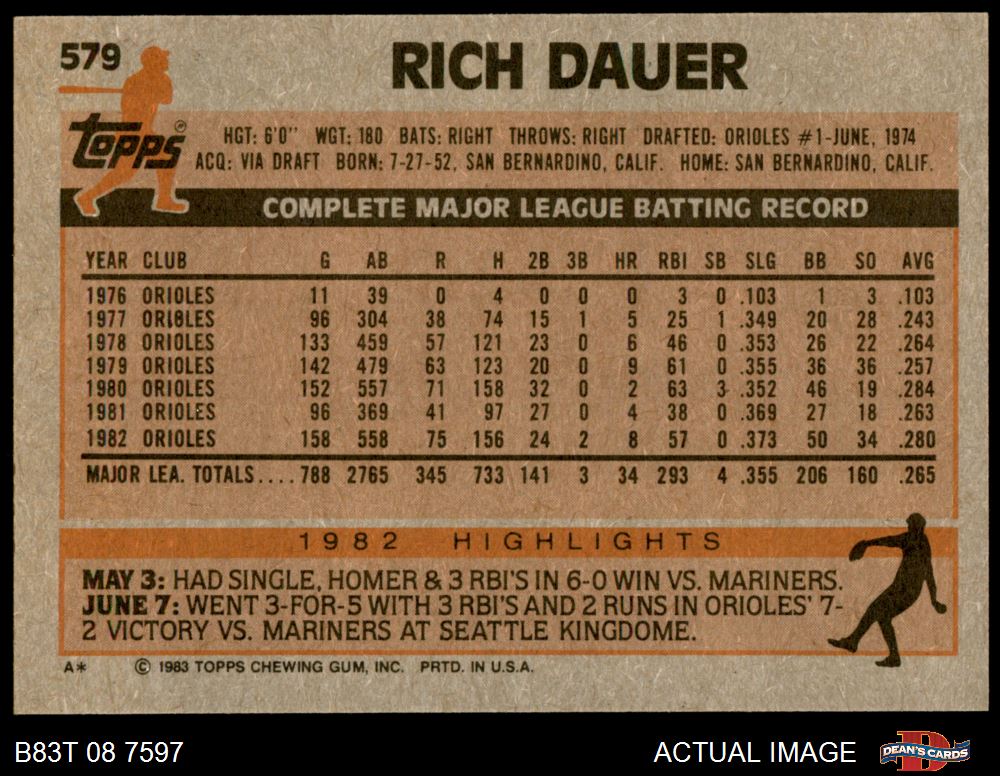 579
RICH DAUER
topps®
HGT: 6'0" WGT: 180 BATS: RIGHT THROWS: RIGHT DRAFTED: ORIOLES #1-JUNE, 1974
ACQ: VIA DRAFT BORN: 7-27-52, SAN BERNARDINO, CALIF. HOME: SAN BERNARDINO, CALIF.
COMPLETE MAJOR LEAGUE BATTING RECORD
YEAR CLUB G AB R H 2B 3B HR RBI SB SLG BB SO AVG
1976 ORIOLES 11 39 0 4 0 0 0 3 0 .103 1 3 .103
1977 ORIOLES 96 304 38 74 15 1 5 25 1 .349 20 28 .243
1978 ORIOLES 133 459 57 121 23 0 6 46 0 .353 26 22 .264
1979 ORIOLES 142 479 63 123 20 0 9 61 0 .355 36 36 .257
1980 ORIOLES 152 557 71 158 32 0 2 63 3 .352 46 19 .284
1981 ORIOLES 96 369 41 97 27 0 4 38 0 .369 27 18 .263
1982 ORIOLES 158 558 75 156 24 2 8 57 0 .373 50 34 .280
MAJOR LEA. TOTALS.... 788 2765 345 733 141 3 34 293 4 .355 206 160 .265
1982 HIGHLIGHTS
MAY 3: HAD SINGLE, HOMER & 3 RBI'S IN 6-0 WIN VS. MARINERS.
JUNE 7: WENT 3-FOR-5 WITH 3 RBI'S AND 2 RUNS IN ORIOLES' 7-
2 VICTORY VS. MARINERS AT SEATTLE KINGDOME.
A* © 1983 TOPPS CHEWING GUM, INC. PRTD. IN U.S.A.
B83T 08 7597 ACTUAL IMAGE DEAN'S CARDS